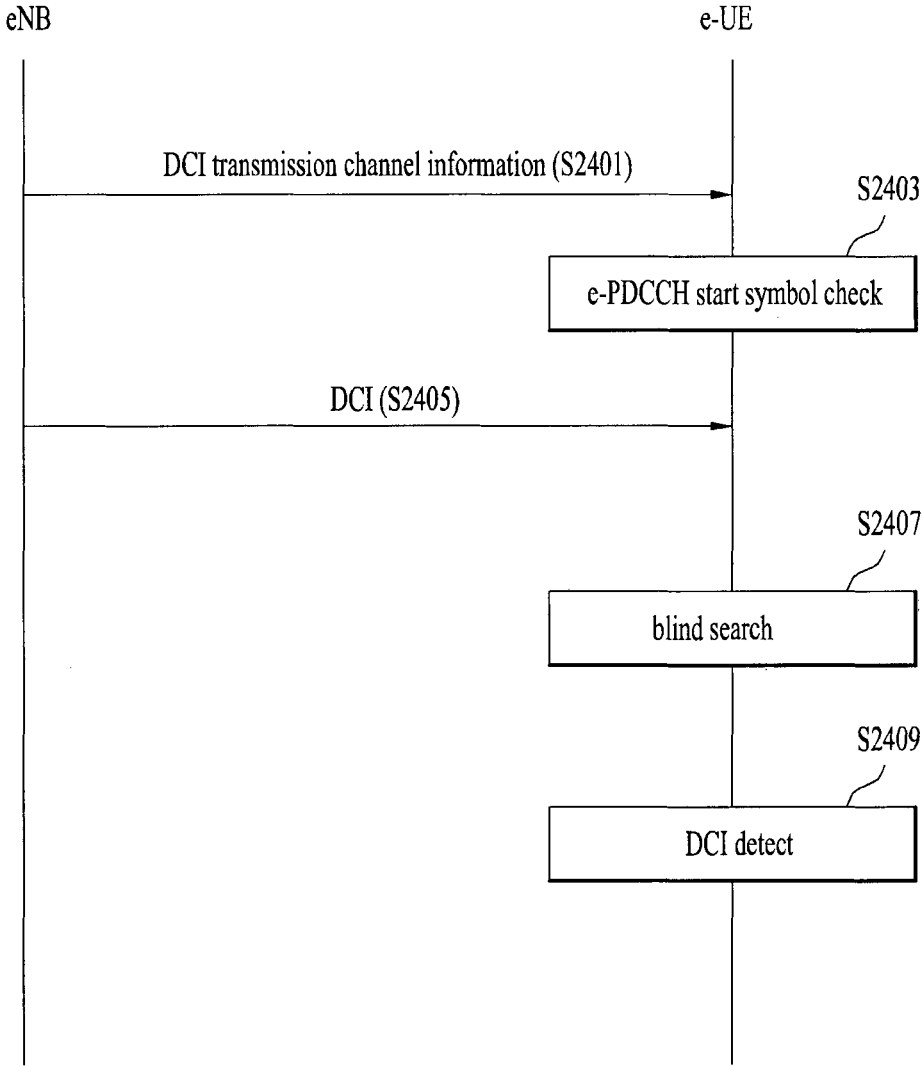 eNB
e-UE
DCI transmission channel information (S2401)
S2403
e-PDCCH start symbol check
DCI (S2405)
S2407
blind search
S2409
DCI detect